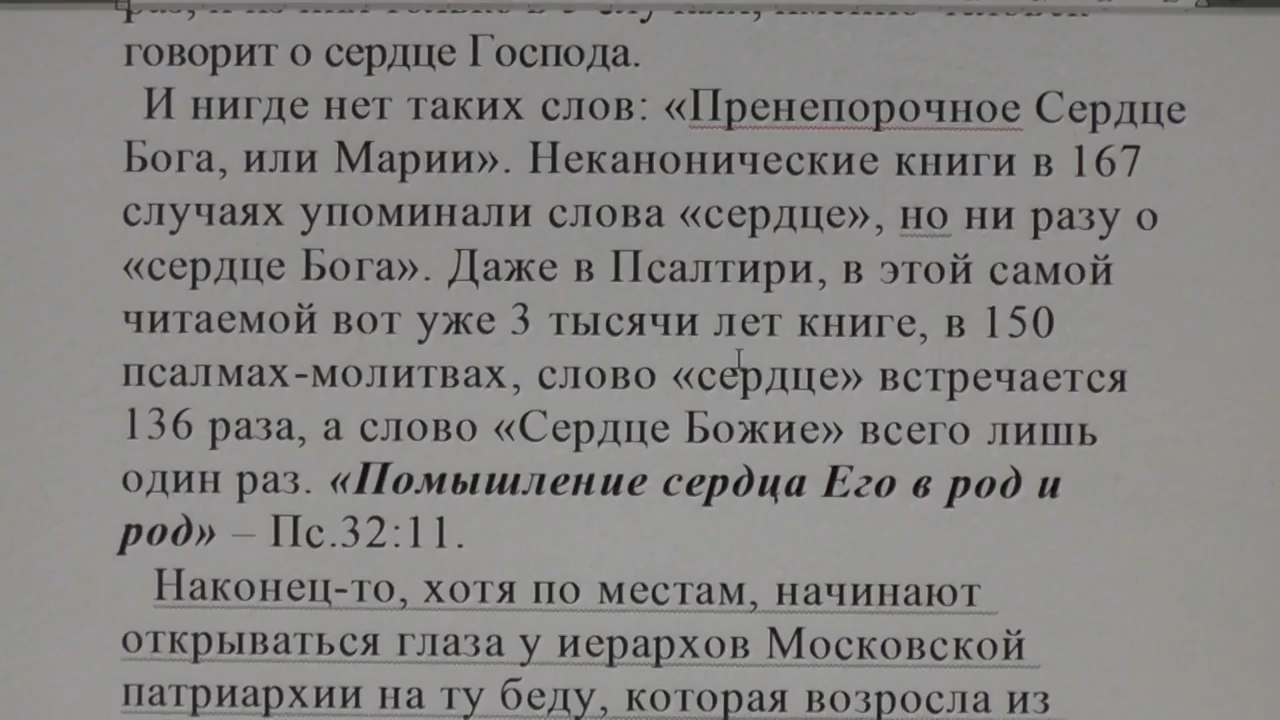 говорит о сердце Господа.
И нигде нет таких слов: «Пренепорочное Сердце
Бога, или Марии». Неканонические книги в 167
случаях упоминали слова «сердце», но ни разу о
«сердце Бога». Даже в Псалтири, в этой самой
читаемой вот уже 3 тысячи лет книге, в 150
псалмах-молитвах, слово «сердце» встречается
136 раза, а слово «Сердце Божие» всего лишь
один раз. «Помышление сердца Его в род и
род» – Пс.32:11.
Наконец-то, хотя по местам, начинают
открываться глаза у иерархов Московской
патриархии на ту беду, которая возросла из